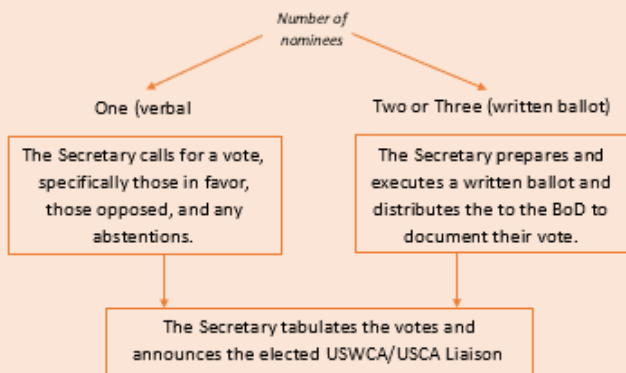 Number of
nominees
One (verbal
Two or Three (written ballot)
The Secretary calls for a vote,
specifically those in favor,
those opposed, and any
abstentions.
The Secretary prepares and
executes a written ballot and
distributes the to the BoD to
document their vote.
The Secretary tabulates the votes and
announces the elected USWCA/USCA Liaison